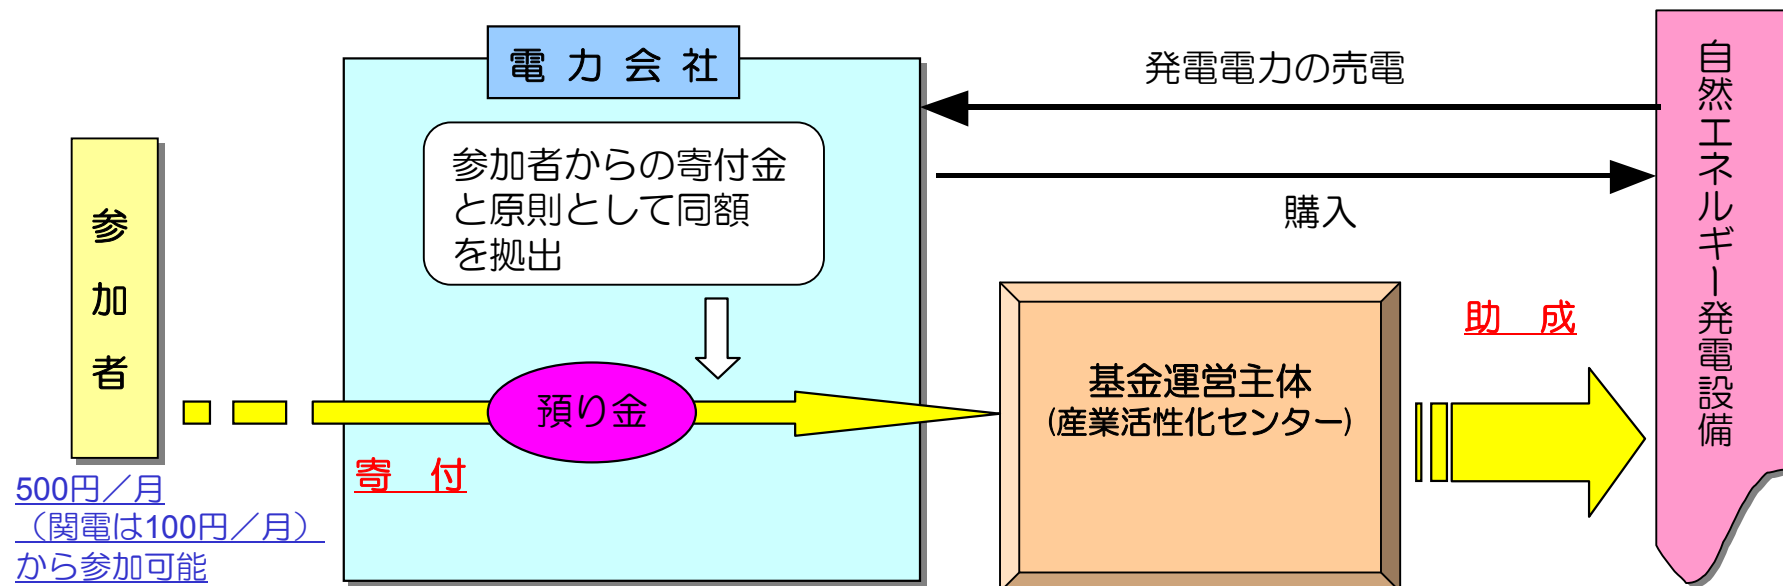 電力会社
発電電力の売電
参加者からの寄付金
と原則として同額
を拠出
購入
参加者
自然エネルギー発電設備
助 成
基金運営主体
(産業活性化センター)
預り金
寄 付
500円／月
（関電は100円／月）
から参加可能